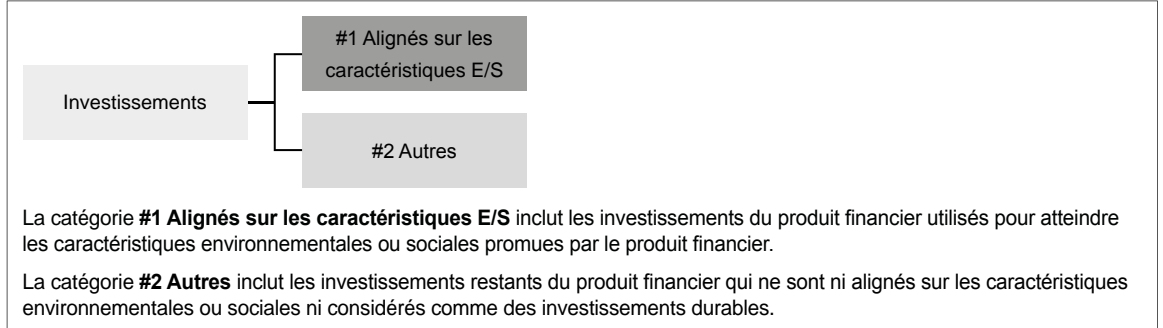 #1 Alignés sur les
caractéristiques E/S
Investissements
#2 Autres
La catégorie #1 Alignés sur les caractéristiques E/S inclut les investissements du produit financier utilisés pour atteindre
les caractéristiques environnementales ou sociales promues par le produit financier.
La catégorie #2 Autres inclut les investissements restants du produit financier qui ne sont ni alignés sur les caractéristiques
environnementales ou sociales ni considérés comme des investissements durables.